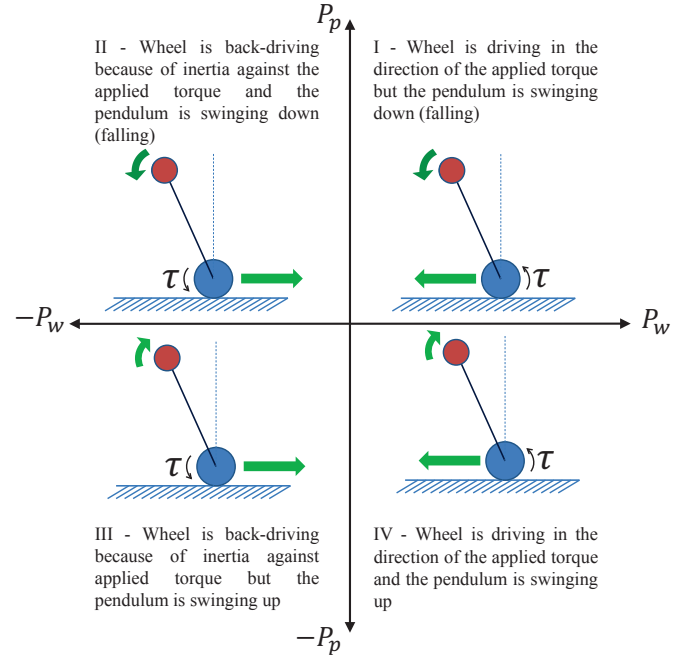 P_p
II - Wheel is back-driving
because of inertia against the
applied torque and the
pendulum is swinging down
(falling)
I - Wheel is driving in the
direction of the applied torque
but the pendulum is swinging
down (falling)
τ
τ
−P_w
P_w
τ
τ
III - Wheel is back-driving
because of inertia against
applied torque but the
pendulum is swinging up
IV - Wheel is driving in the
direction of the applied torque
and the pendulum is swinging
up
−P_p